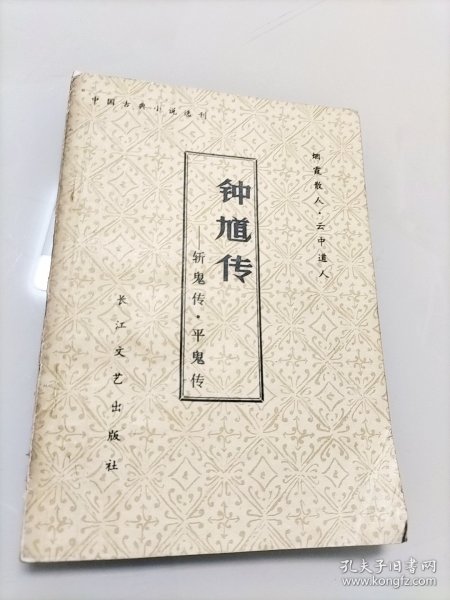 中国古典小说选刊
烟霞散人·云中道人
钟馗传
——斩鬼传·平鬼传
长江文艺出版社
孔夫子旧书网
www.kongfz.com